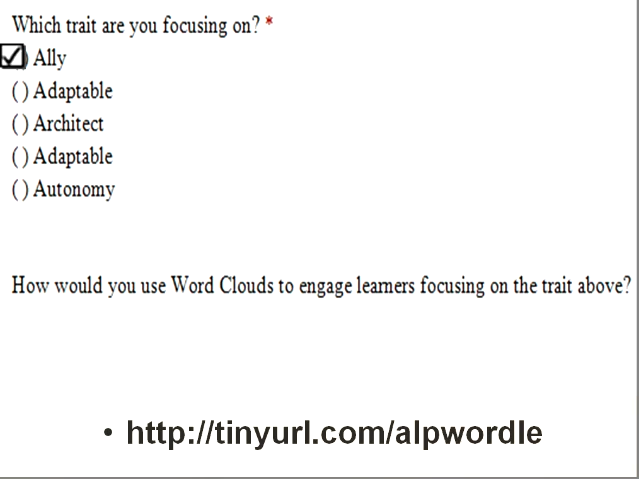 Which trait are you focusing on? *
☑) Ally
( ) Adaptable
( ) Architect
( ) Adaptable
( ) Autonomy
How would you use Word Clouds to engage learners focusing on the trait above?
• http://tinyurl.com/alpwordle